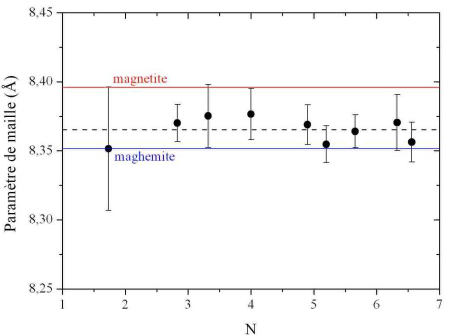 8,45
8,40
8,35
8,30
8,25
Paramètre de maille (Å)
magnetite
maghemite
1 2 3 4 5 6 7
N